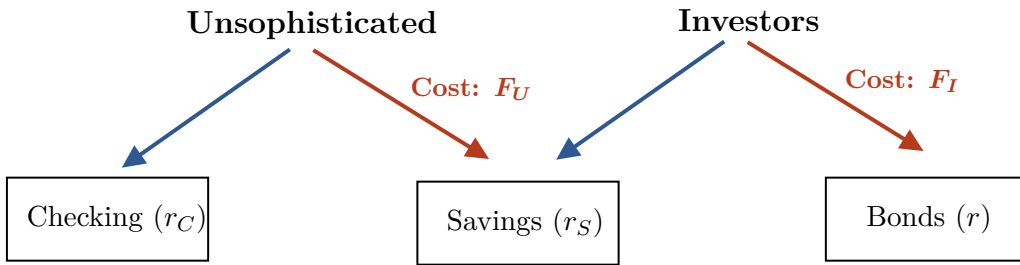 Unsophisticated Investors
Cost: F_U Cost: F_I
Checking (r_C) Savings (r_S) Bonds (r)